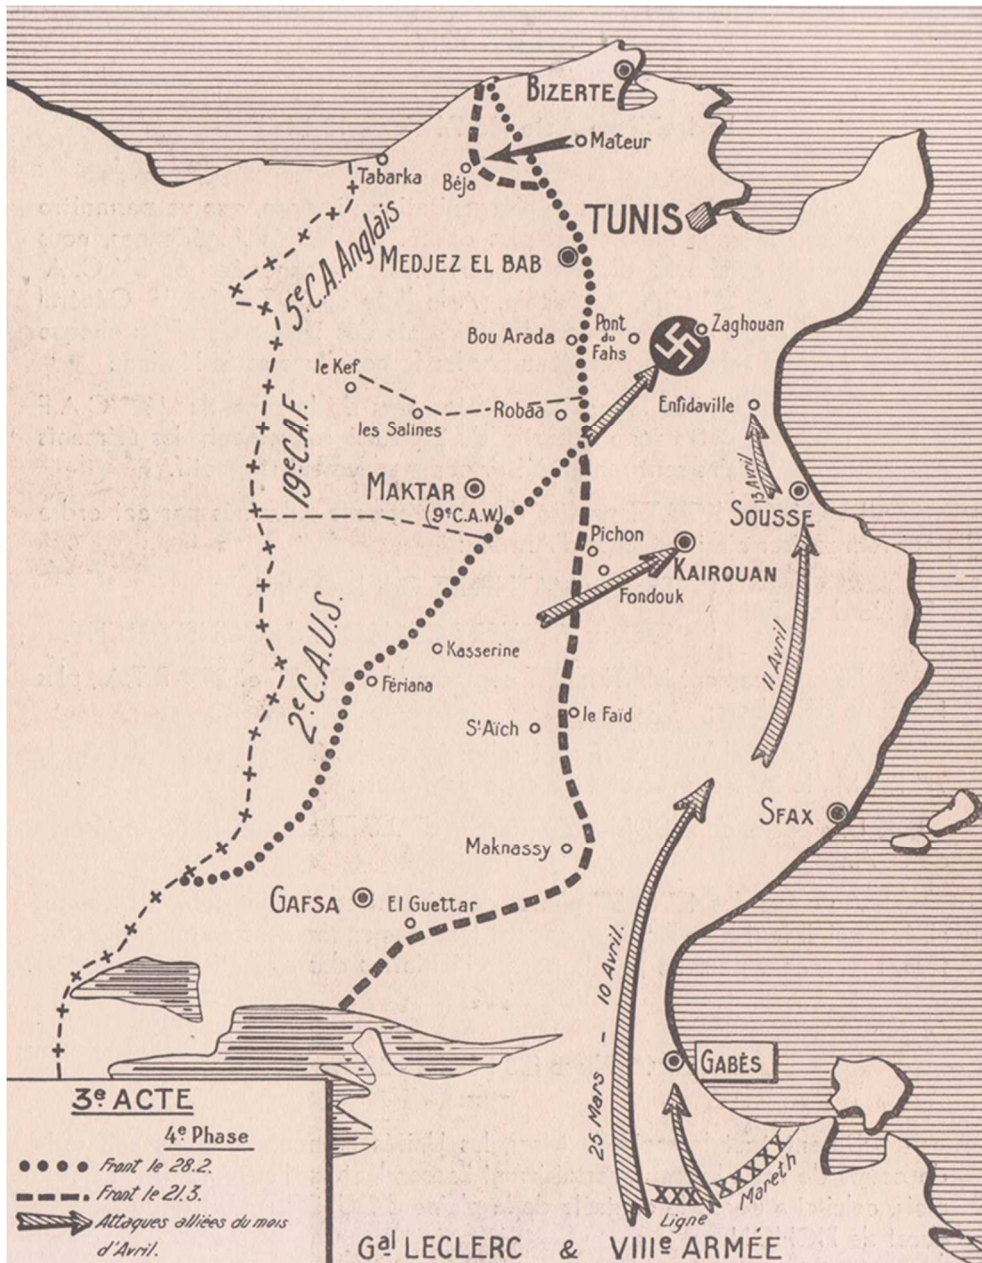 BIZERTE
Mateur
Tabarka
Béja
TUNIS
5e C.A. Anglais
MEDJEZ EL BAB
Bou Arada
Pont
du
Fahs
Zaghouan
le Kef
les Salines
Robâa
Enfidaville
19e C.A.F.
MAKTAR
(9e C.A.W.)
13 Avril
SOUSSE
Pichon
KAIROUAN
Fondouk
2e C.A.U.S
Kasserine
Fériana
11 Avril
St Aïch
le Faïd
SFAX
Maknassy
GAFSA
El Guettar
25 Mars - 10 Avril.
GABÈS
Mareth
Ligne
3e ACTE
4e Phase
Front le 28.2.
Front le 21.3.
Attaques alliées du mois
d'Avril.
Gal LECLERC & VIIIe ARMÉE